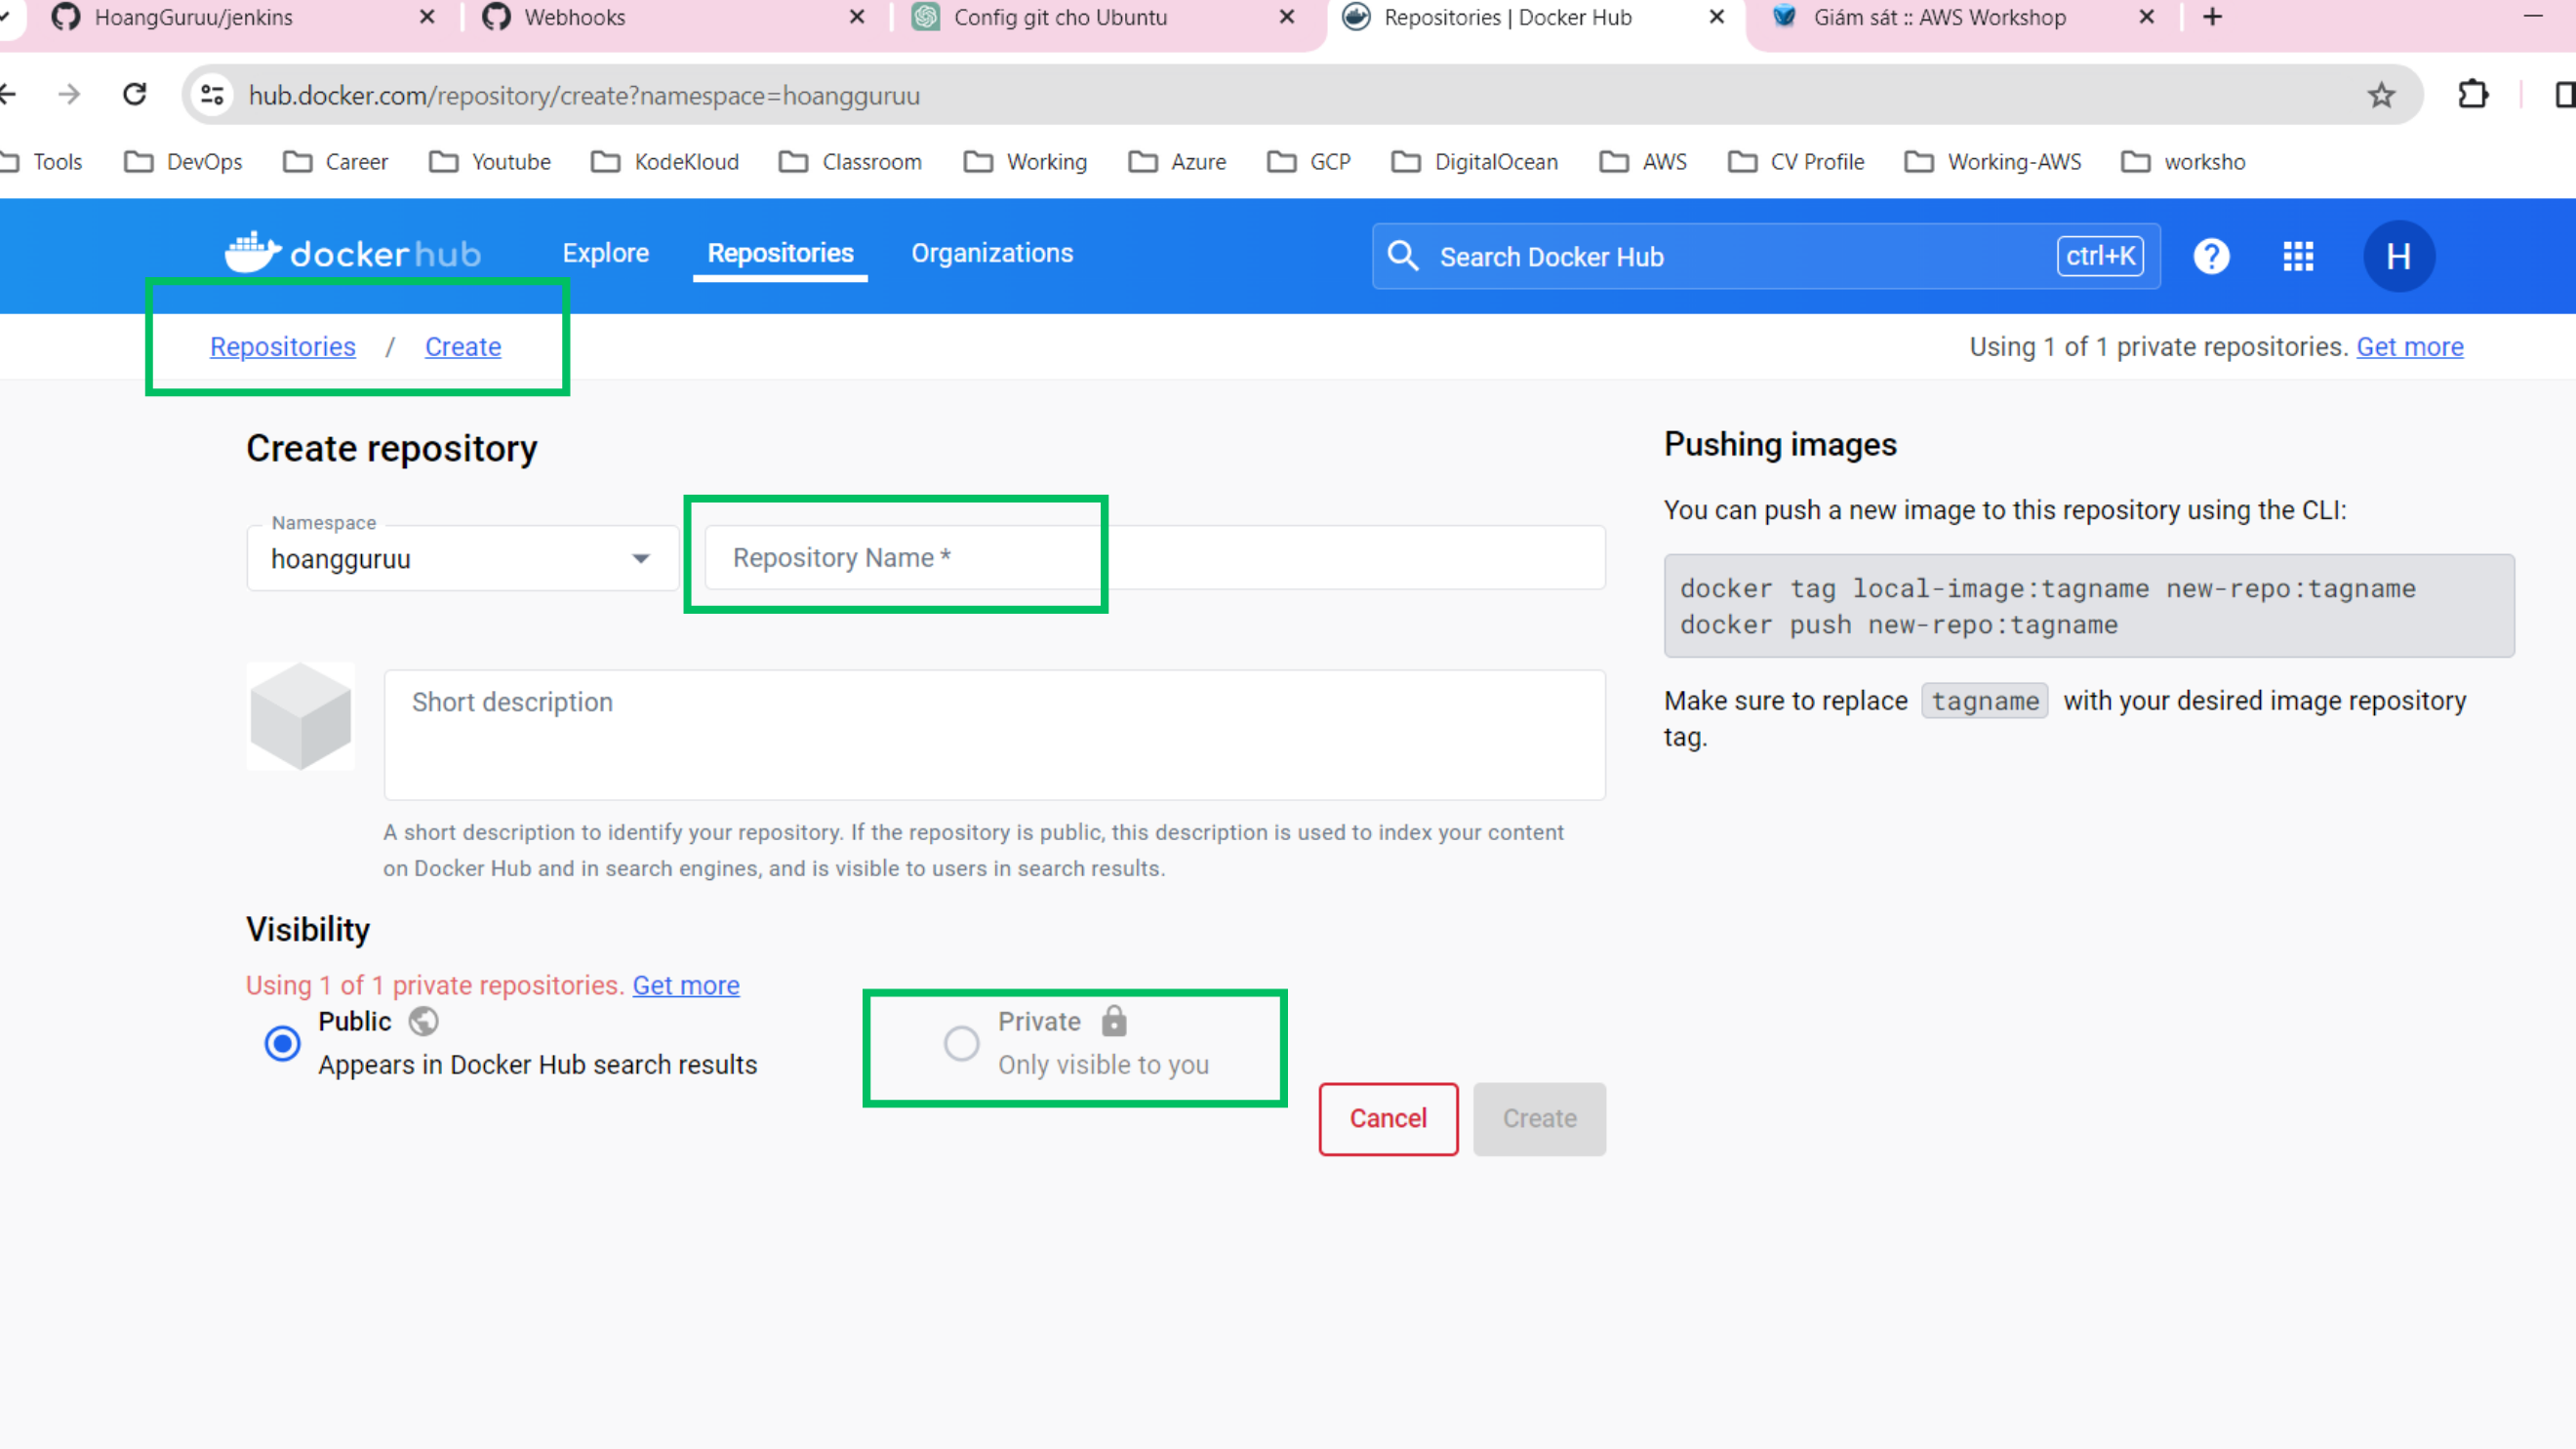 HoangGuruu/jenkins
Webhooks
Config git cho Ubuntu
Repositories | Docker Hub
Giám sát :: AWS Workshop
hub.docker.com/repository/create?namespace=hoangguruu
Tools
DevOps
Career
Youtube
KodeKloud
Classroom
Working
Azure
GCP
DigitalOcean
AWS
CV Profile
Working-AWS
worksho
dockerhub
Explore
Repositories
Organizations
Search Docker Hub
ctrl+K
?
H
Repositories / Create
Using 1 of 1 private repositories. Get more
Create repository
Namespace
hoangguruu
Repository Name *
Short description
A short description to identify your repository. If the repository is public, this description is used to index your content
on Docker Hub and in search engines, and is visible to users in search results.
Visibility
Using 1 of 1 private repositories. Get more
Public
Appears in Docker Hub search results
Private
Only visible to you
Cancel
Create
Pushing images
You can push a new image to this repository using the CLI:
docker tag local-image:tagname new-repo:tagname
docker push new-repo:tagname
Make sure to replace tagname with your desired image repository
tag.